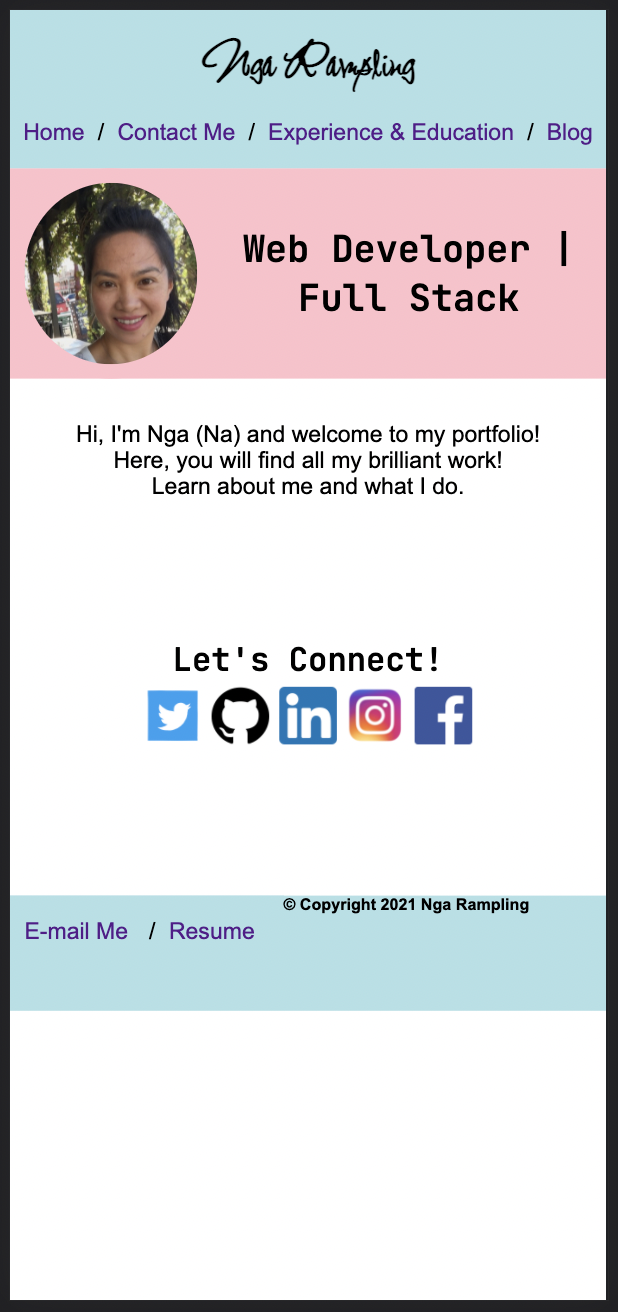 Nga Rampling
Home / Contact Me / Experience & Education / Blog
Web Developer |
Full Stack
Hi, I'm Nga (Na) and welcome to my portfolio!
Here, you will find all my brilliant work!
Learn about me and what I do.
Let's Connect!
in
f
© Copyright 2021 Nga Rampling
E-mail Me / Resume